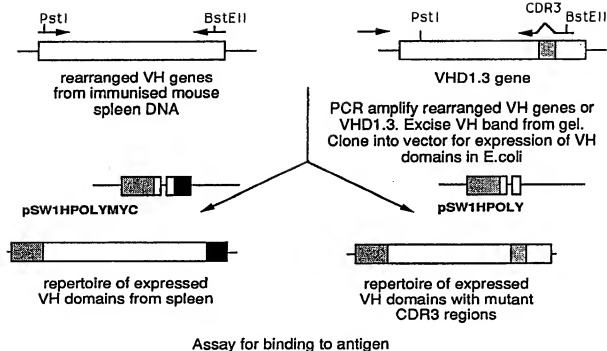 PstI
BstEII
rearranged VH genes
from immunised mouse
spleen DNA
CDR3
PstI
BstEII
VHD1.3 gene
PCR amplify rearranged VH genes or
VHD1.3. Excise VH band from gel.
Clone into vector for expression of VH
domains in E.coli
pSW1HPOLYMYC
pSW1HPOLY
repertoire of expressed
VH domains from spleen
repertoire of expressed
VH domains with mutant
CDR3 regions
Assay for binding to antigen